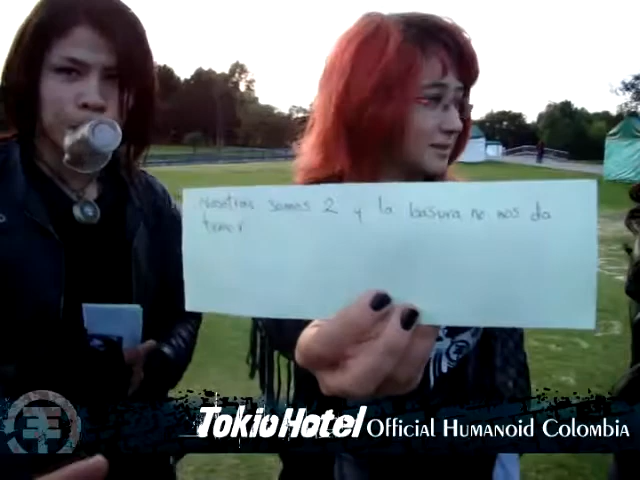 Nosotros somos 2 y la basura no nos da
temor
Tokio Hotel Official Humanoid Colombia